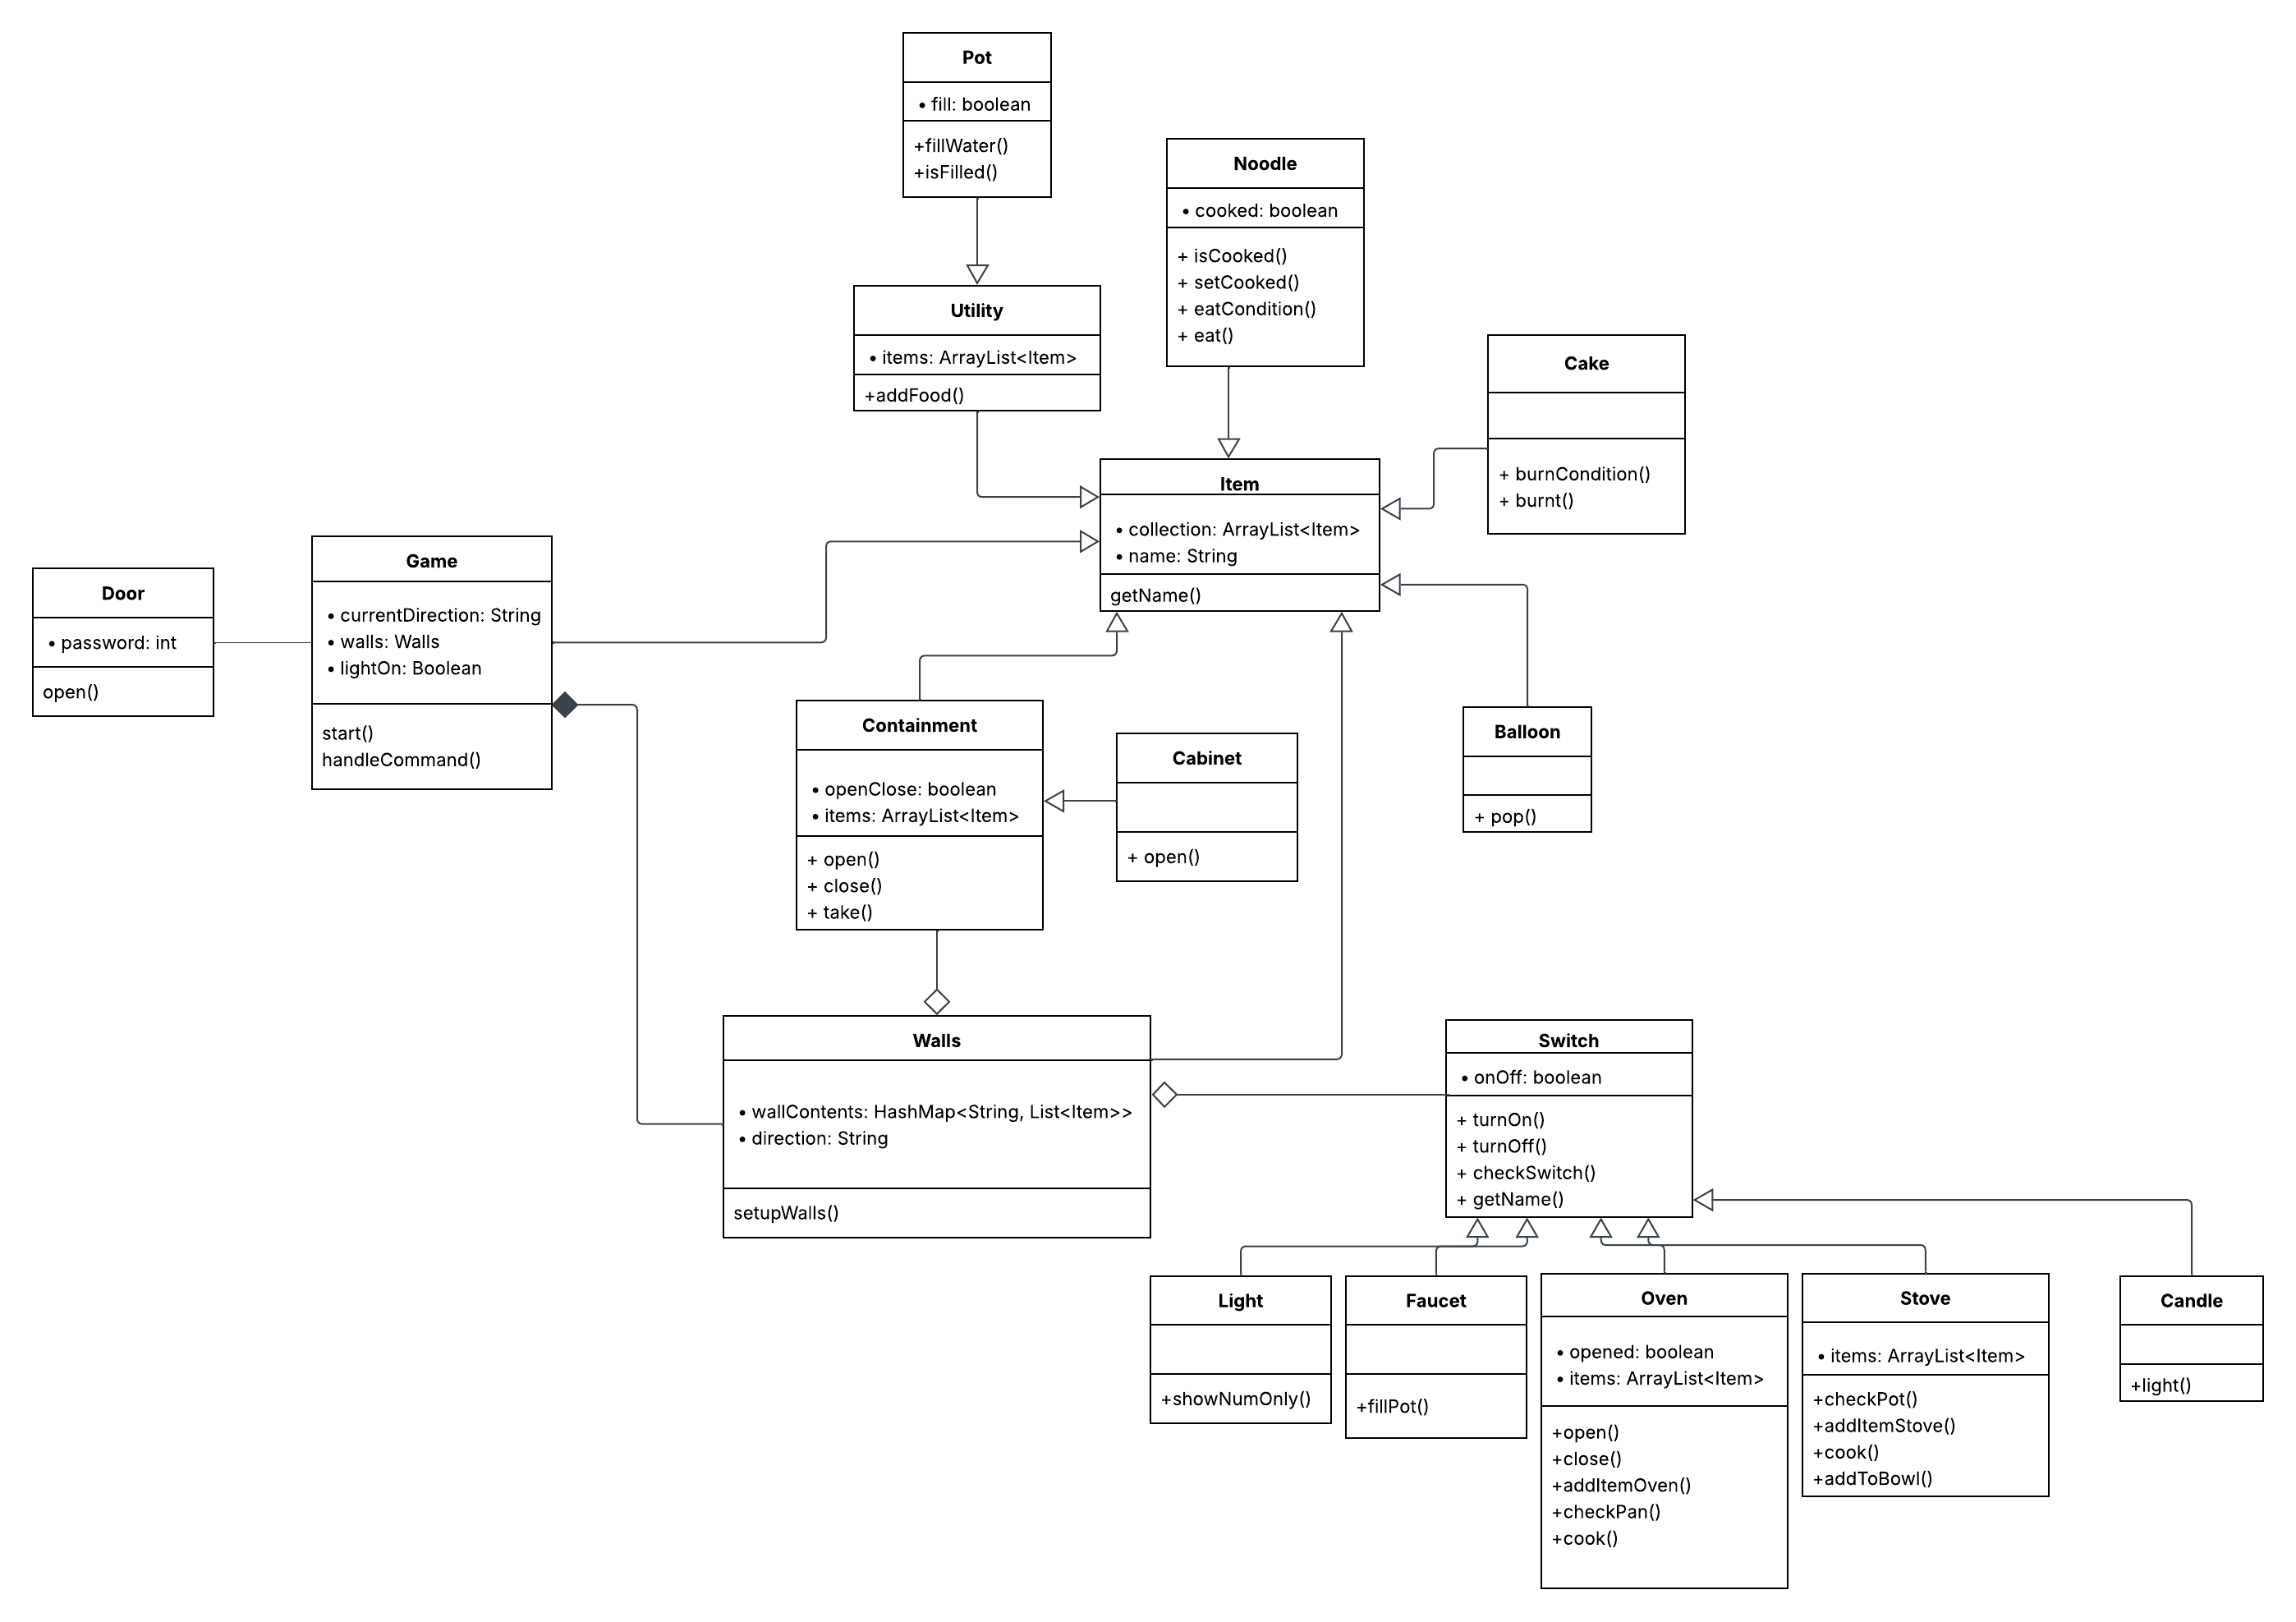 Pot
• fill: boolean
+fillWater()
+isFilled()
Noodle
• cooked: boolean
+ isCooked()
+ setCooked()
+ eatCondition()
+ eat()
Utility
• items: ArrayList<Item>
+addFood()
Cake
+ burnCondition()
+ burnt()
Item
• collection: ArrayList<Item>
• name: String
getName()
Door
• password: int
open()
Game
• currentDirection: String
• walls: Walls
• lightOn: Boolean
start()
handleCommand()
Containment
• openClose: boolean
• items: ArrayList<Item>
+ open()
+ close()
+ take()
Cabinet
+ open()
Balloon
+ pop()
Walls
• wallContents: HashMap<String, List<Item>>
• direction: String
setupWalls()
Switch
• onOff: boolean
+ turnOn()
+ turnOff()
+ checkSwitch()
+ getName()
Light
+showNumOnly()
Faucet
+fillPot()
Oven
• opened: boolean
• items: ArrayList<Item>
+open()
+close()
+addItemOven()
+checkPan()
+cook()
Stove
• items: ArrayList<Item>
+checkPot()
+addItemStove()
+cook()
+addToBowl()
Candle
+light()